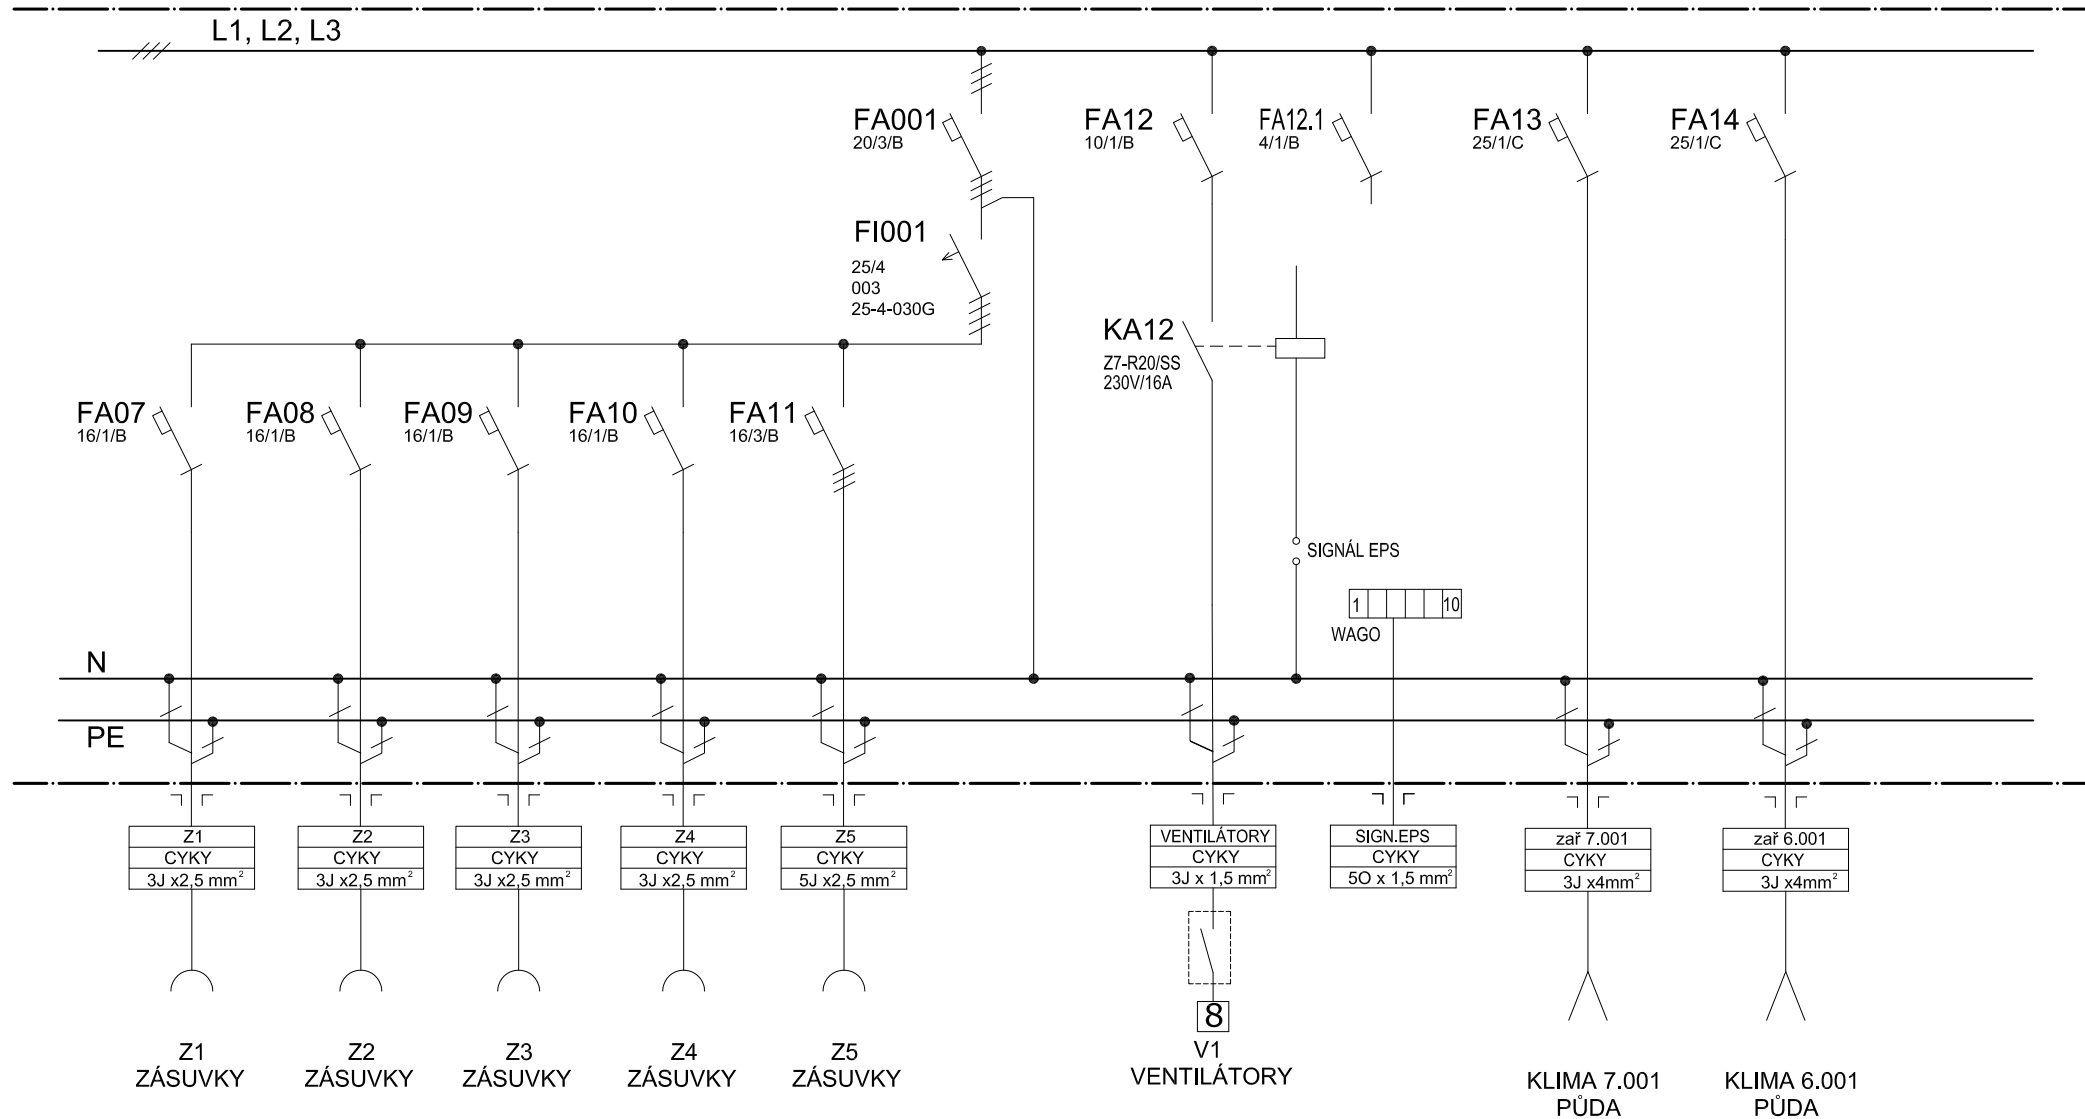 L1, L2, L3
FA001
20/3/B
FA12
10/1/B
FA12.1
4/1/B
FA13
25/1/C
FA14
25/1/C
FI001
25/4
003
25-4-030G
KA12
Z7-R20/SS
230V/16A
FA07
16/1/B
FA08
16/1/B
FA09
16/1/B
FA10
16/1/B
FA11
16/3/B
SIGNÁL EPS
1 10
WAGO
N
PE
Z1
CYKY
3J x2,5 mm²
Z2
CYKY
3J x2,5 mm²
Z3
CYKY
3J x2,5 mm²
Z4
CYKY
3J x2,5 mm²
Z5
CYKY
5J x2,5 mm²
VENTILÁTORY
CYKY
3J x 1,5 mm²
SIGN.EPS
CYKY
5O x 1,5 mm²
zař 7.001
CYKY
3J x4mm²
zař 6.001
CYKY
3J x4mm²
8
Z1
ZÁSUVKY
Z2
ZÁSUVKY
Z3
ZÁSUVKY
Z4
ZÁSUVKY
Z5
ZÁSUVKY
V1
VENTILÁTORY
KLIMA 7.001
PŮDA
KLIMA 6.001
PŮDA